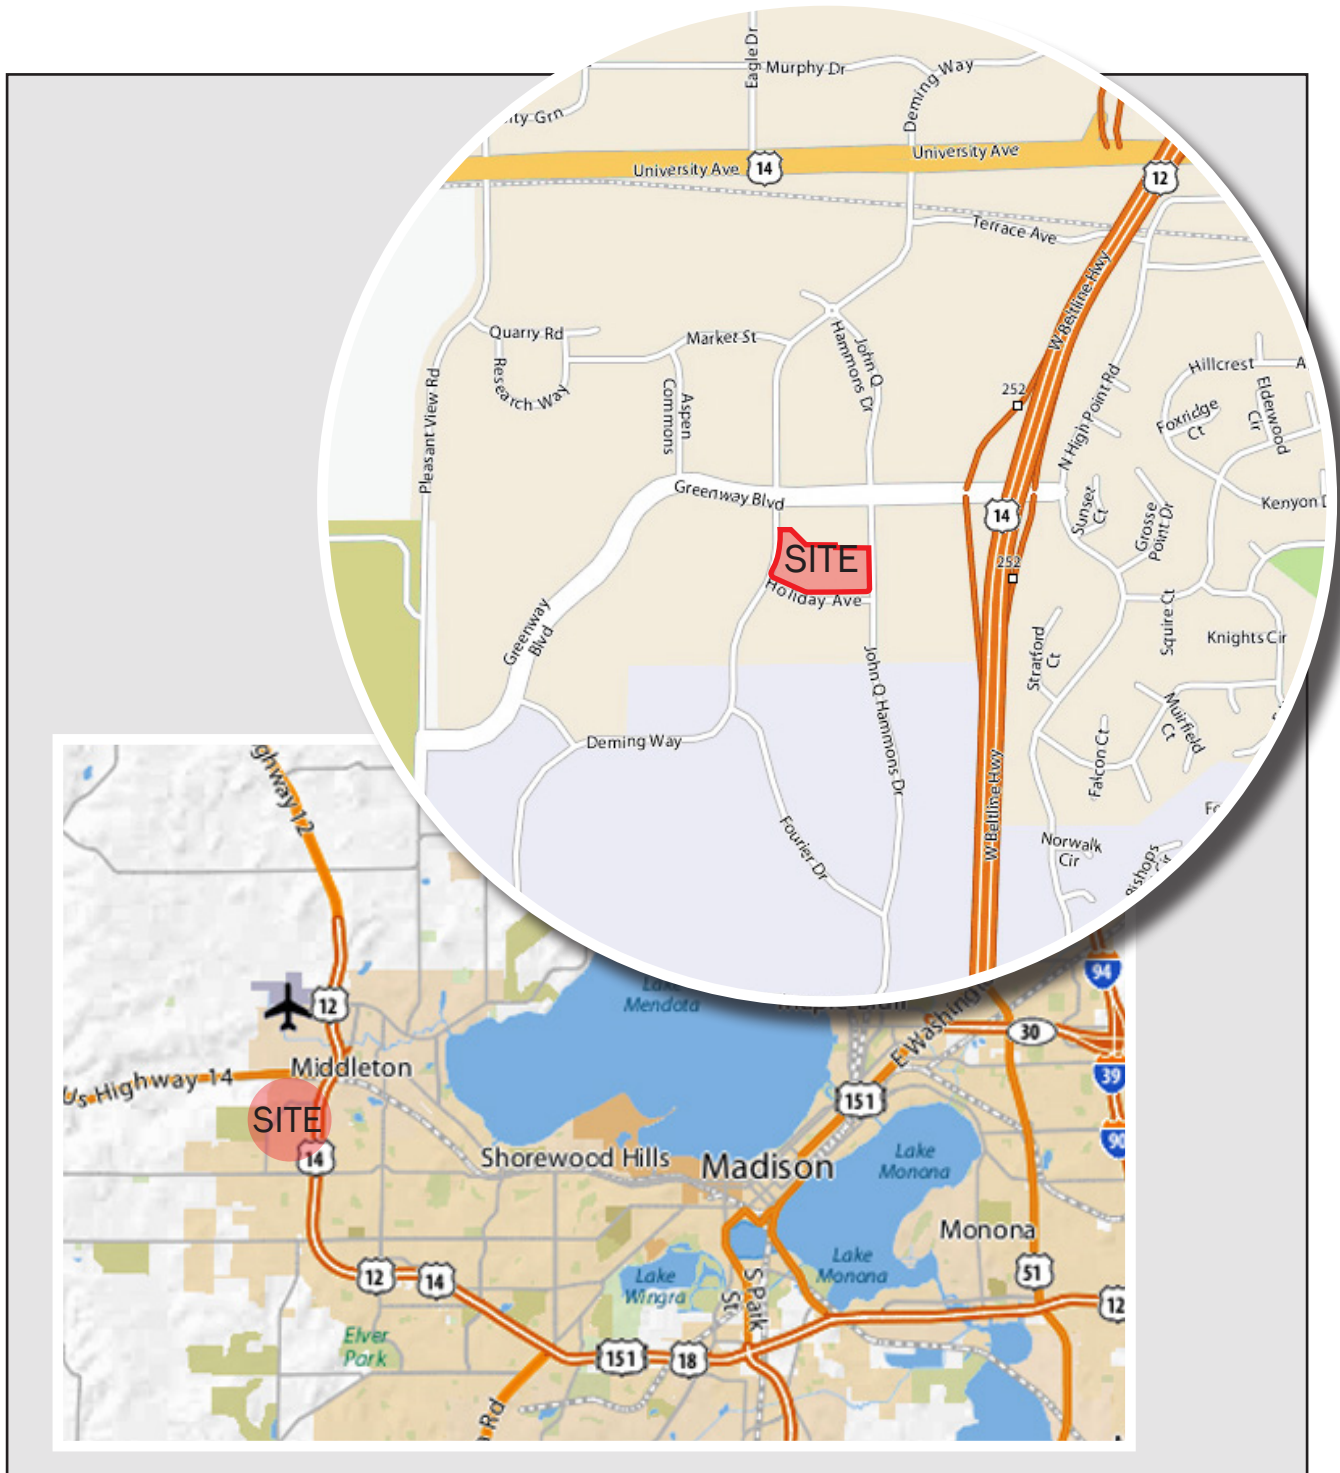 Eagle Dr
Murphy Dr
Deming Way
University Ave
14
University Ave
12
Terrace Ave
W Beltline Hwy
Quarry Rd
Research Way
Market St
John Q
Hammons Dr
Aspen
Commons
Pleasant View Rd
252
N High Point Rd
Hillcrest
A
Foxridge
Ct
Elderwood
Cir
Greenway Blvd
14
Sunset
Ct
Grosse
Point Dr
Kenyon
SITE
252
Holiday Ave
Greenway
Blvd
Stratford
Ct
Squire Ct
Knights Cir
John Q Hammons Dr
Deming Way
Muirfield
Ct
Falcon Ct
W Beltline Hwy
Fourier Dr
Norwalk
Cir
ghway 12
12
Lake
Mendota
E Washington
94
30
Middleton
Us Highway 14
39
151
SITE
14
90
Shorewood Hills
Madison
Lake
Monona
Monona
12
14
Lake
Wingra
S Park
St
Lake
Monona
51
12
Elver
Park
151
18
Rd